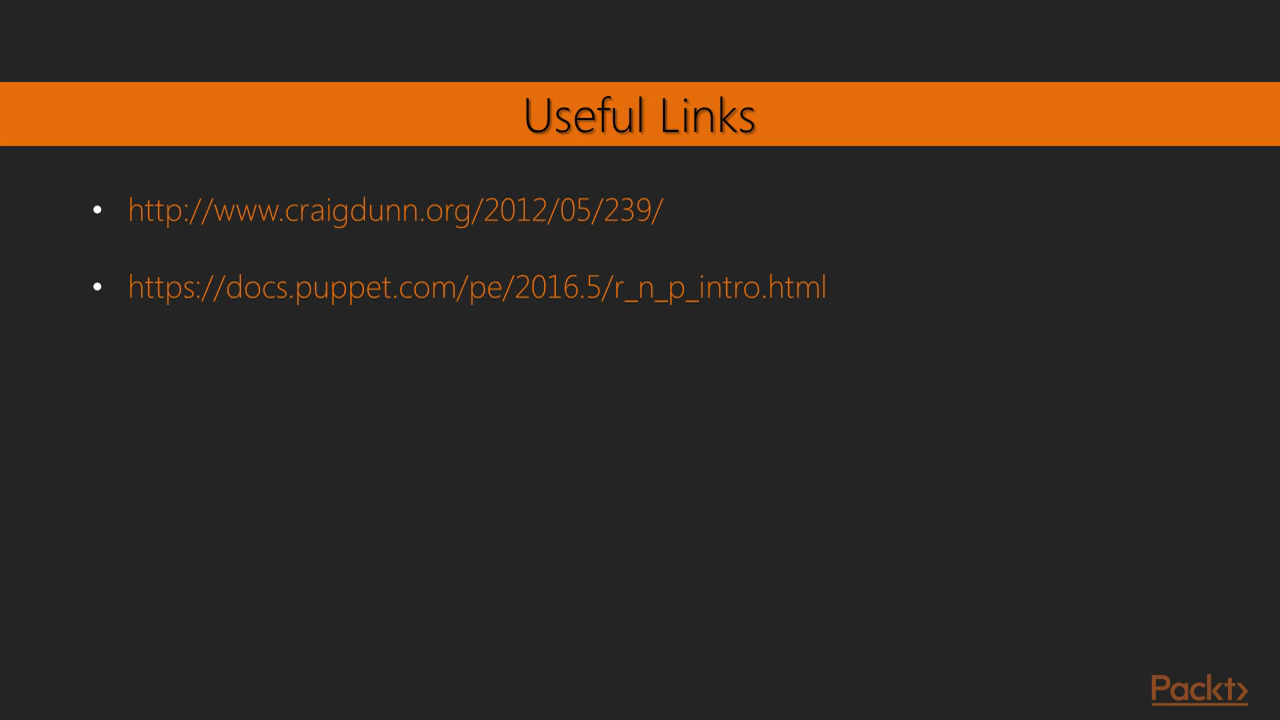 Useful Links
• http://www.craigdunn.org/2012/05/239/
• https://docs.puppet.com/pe/2016.5/r_n_p_intro.html
Packt>